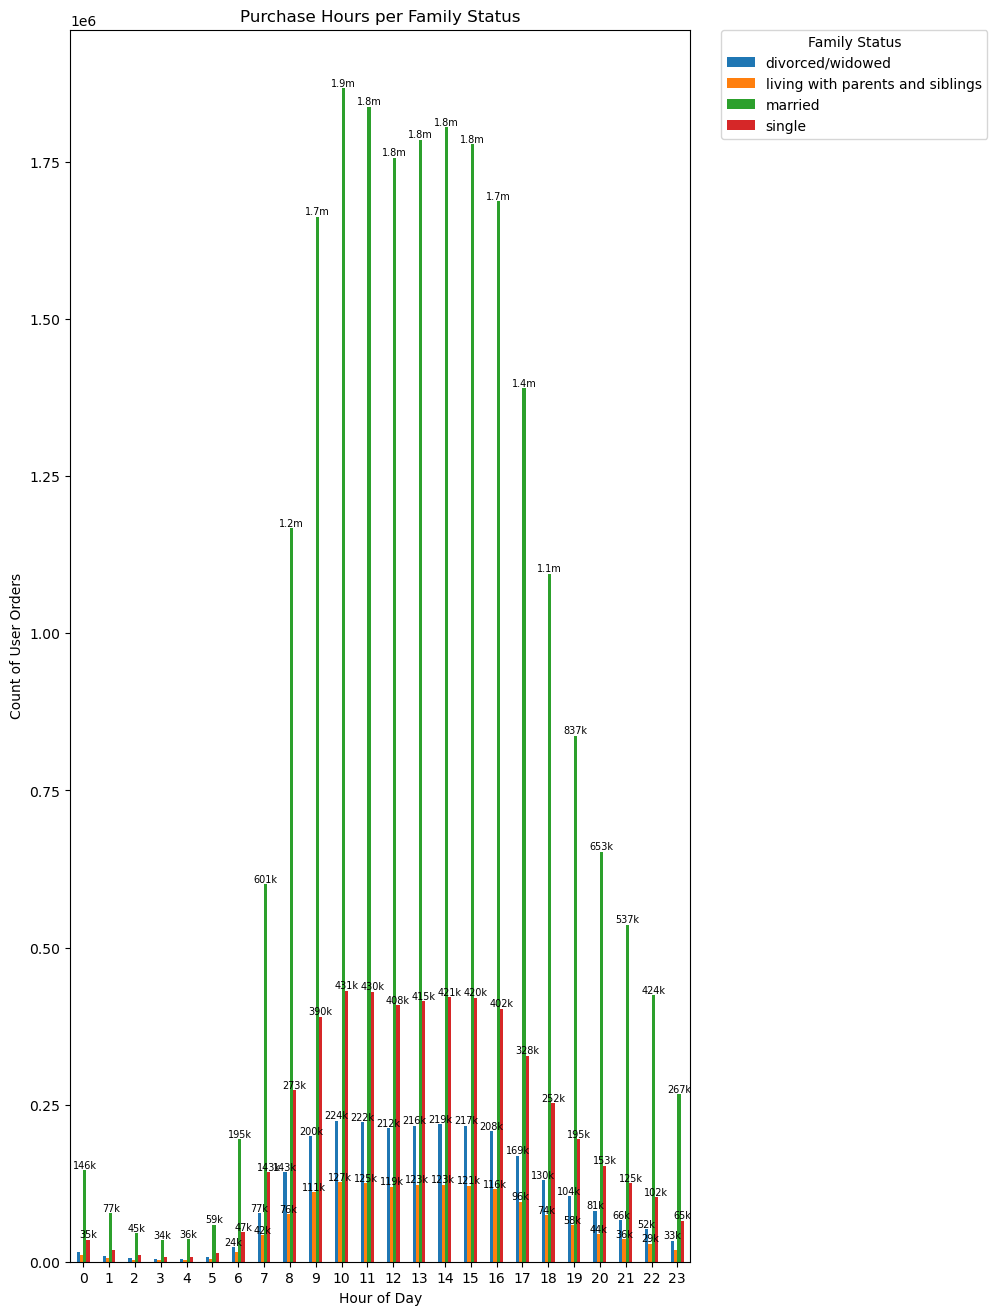 Purchase Hours per Family Status
1e6
Family Status
divorced/widowed
living with parents and siblings
married
single
Count of User Orders
1.75
1.50
1.25
1.00
0.75
0.50
0.25
0.00
1.9m
1.8m
1.8m
1.8m
1.8m
1.8m
1.7m
1.7m
1.4m
1.2m
1.1m
837k
653k
601k
537k
424k
267k
195k
146k
77k
45k
34k
36k
59k
431k
430k
408k
415k
421k
420k
402k
390k
328k
273k
252k
195k
153k
143k
125k
102k
65k
47k
35k
224k
222k
212k
216k
219k
217k
208k
200k
169k
143k
130k
104k
81k
77k
66k
52k
33k
24k
127k
125k
119k
123k
123k
121k
116k
111k
96k
76k
74k
58k
44k
42k
36k
29k
0 1 2 3 4 5 6 7 8 9 10 11 12 13 14 15 16 17 18 19 20 21 22 23
Hour of Day